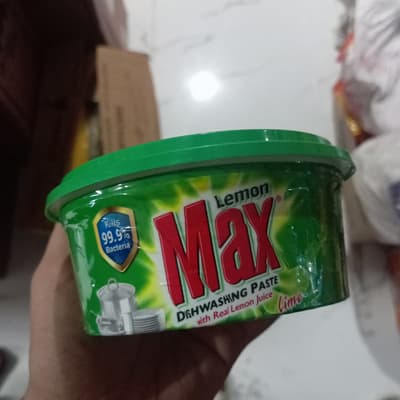 Lemon
Max
DISHWASHING PASTE
with Real Lemon Juice
Lime
Kills
99.9%
Bacteria